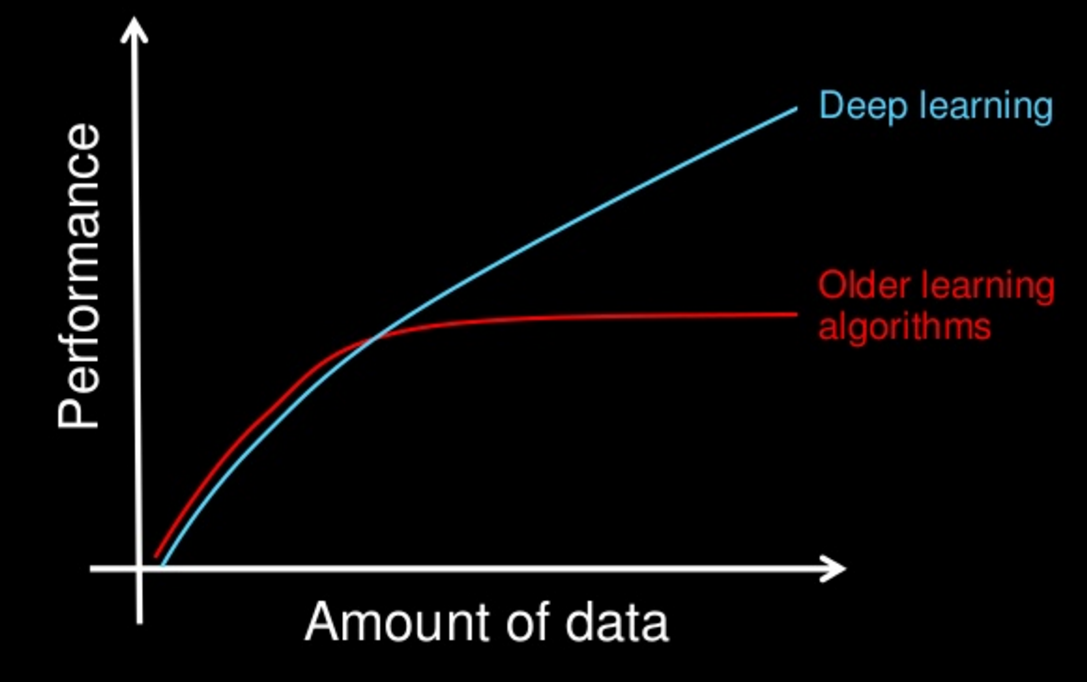 Performance
Deep learning
Older learning
algorithms
Amount of data